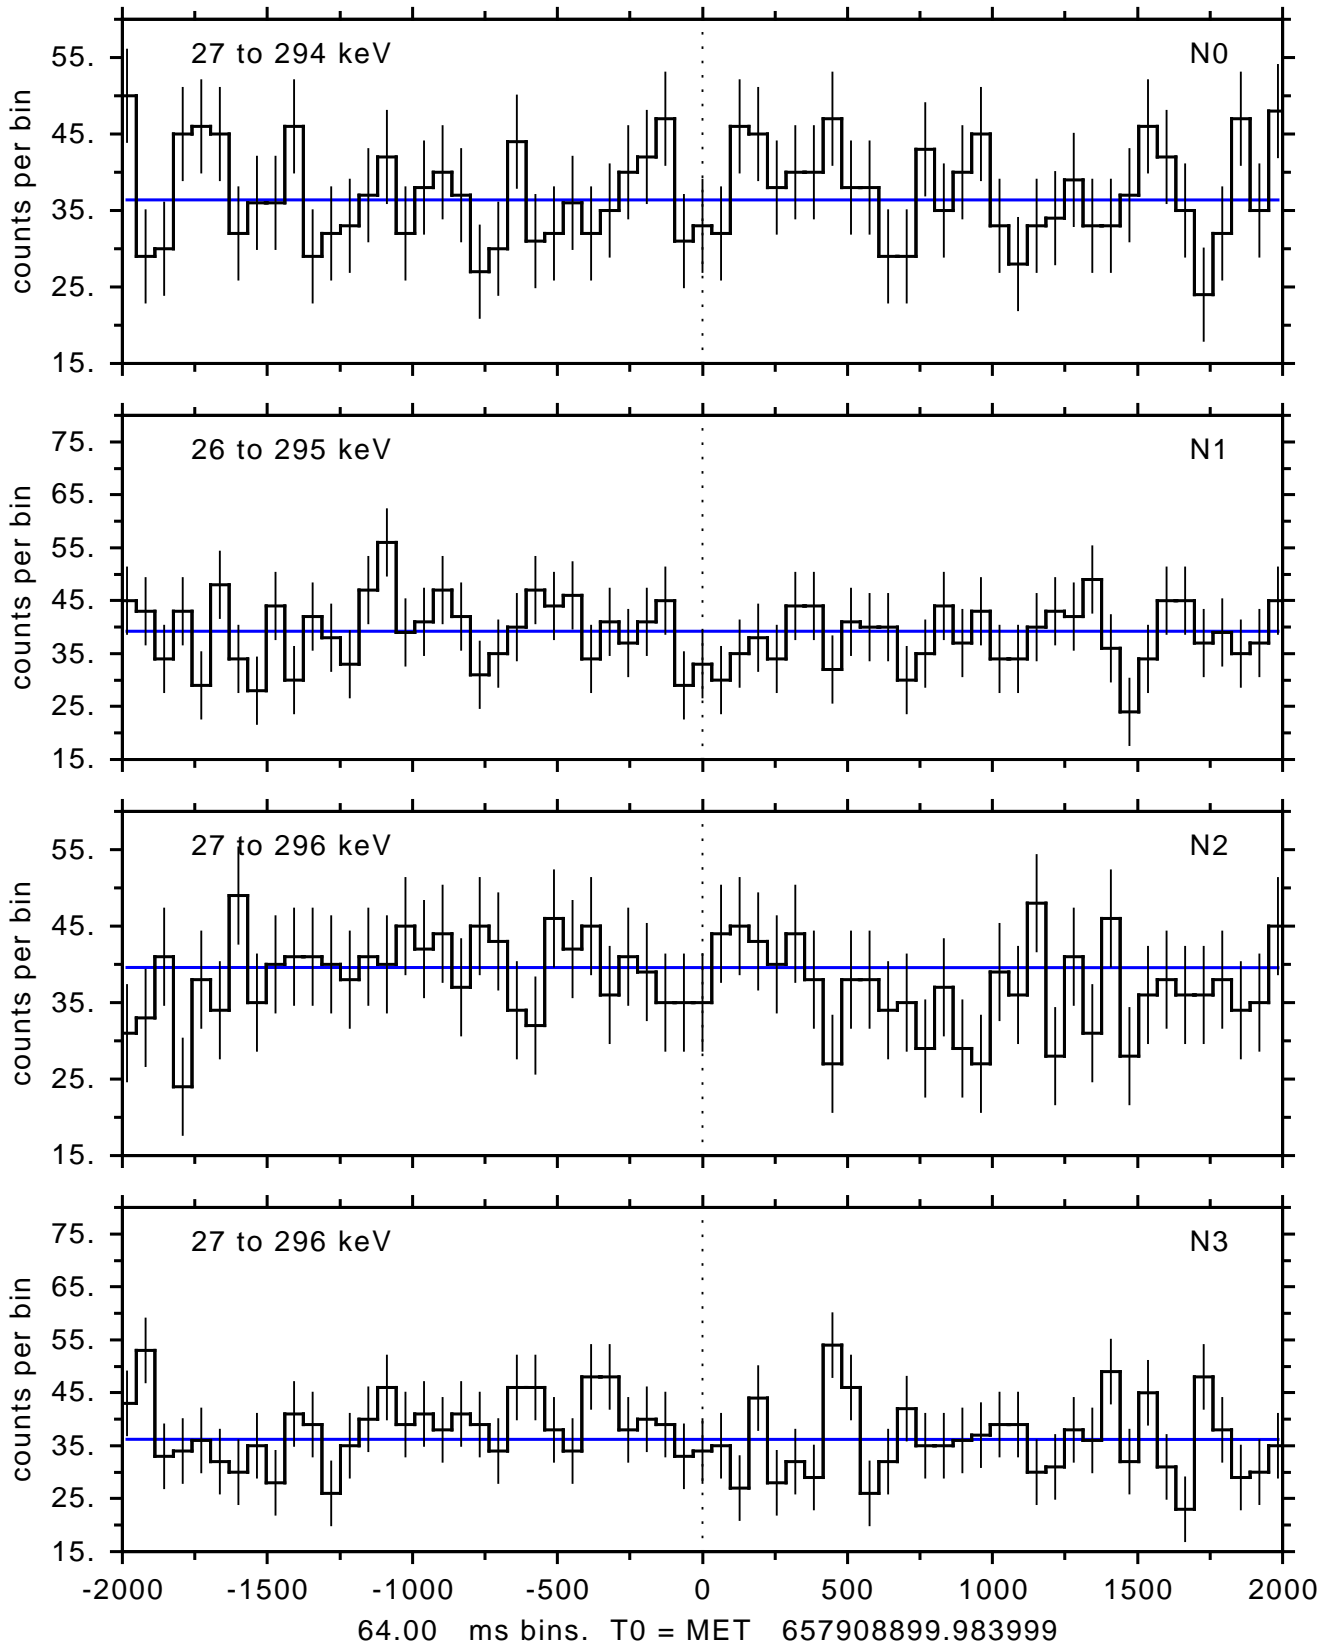 27 to 294 keV N0
55.
45.
35.
25.
15.
counts per bin
26 to 295 keV N1
75.
65.
55.
45.
35.
25.
15.
counts per bin
27 to 296 keV N2
55.
45.
35.
25.
15.
counts per bin
27 to 296 keV N3
75.
65.
55.
45.
35.
25.
15.
counts per bin
-2000 -1500 -1000 -500 0 500 1000 1500 2000
64.00 ms bins. T0 = MET 657908899.983999